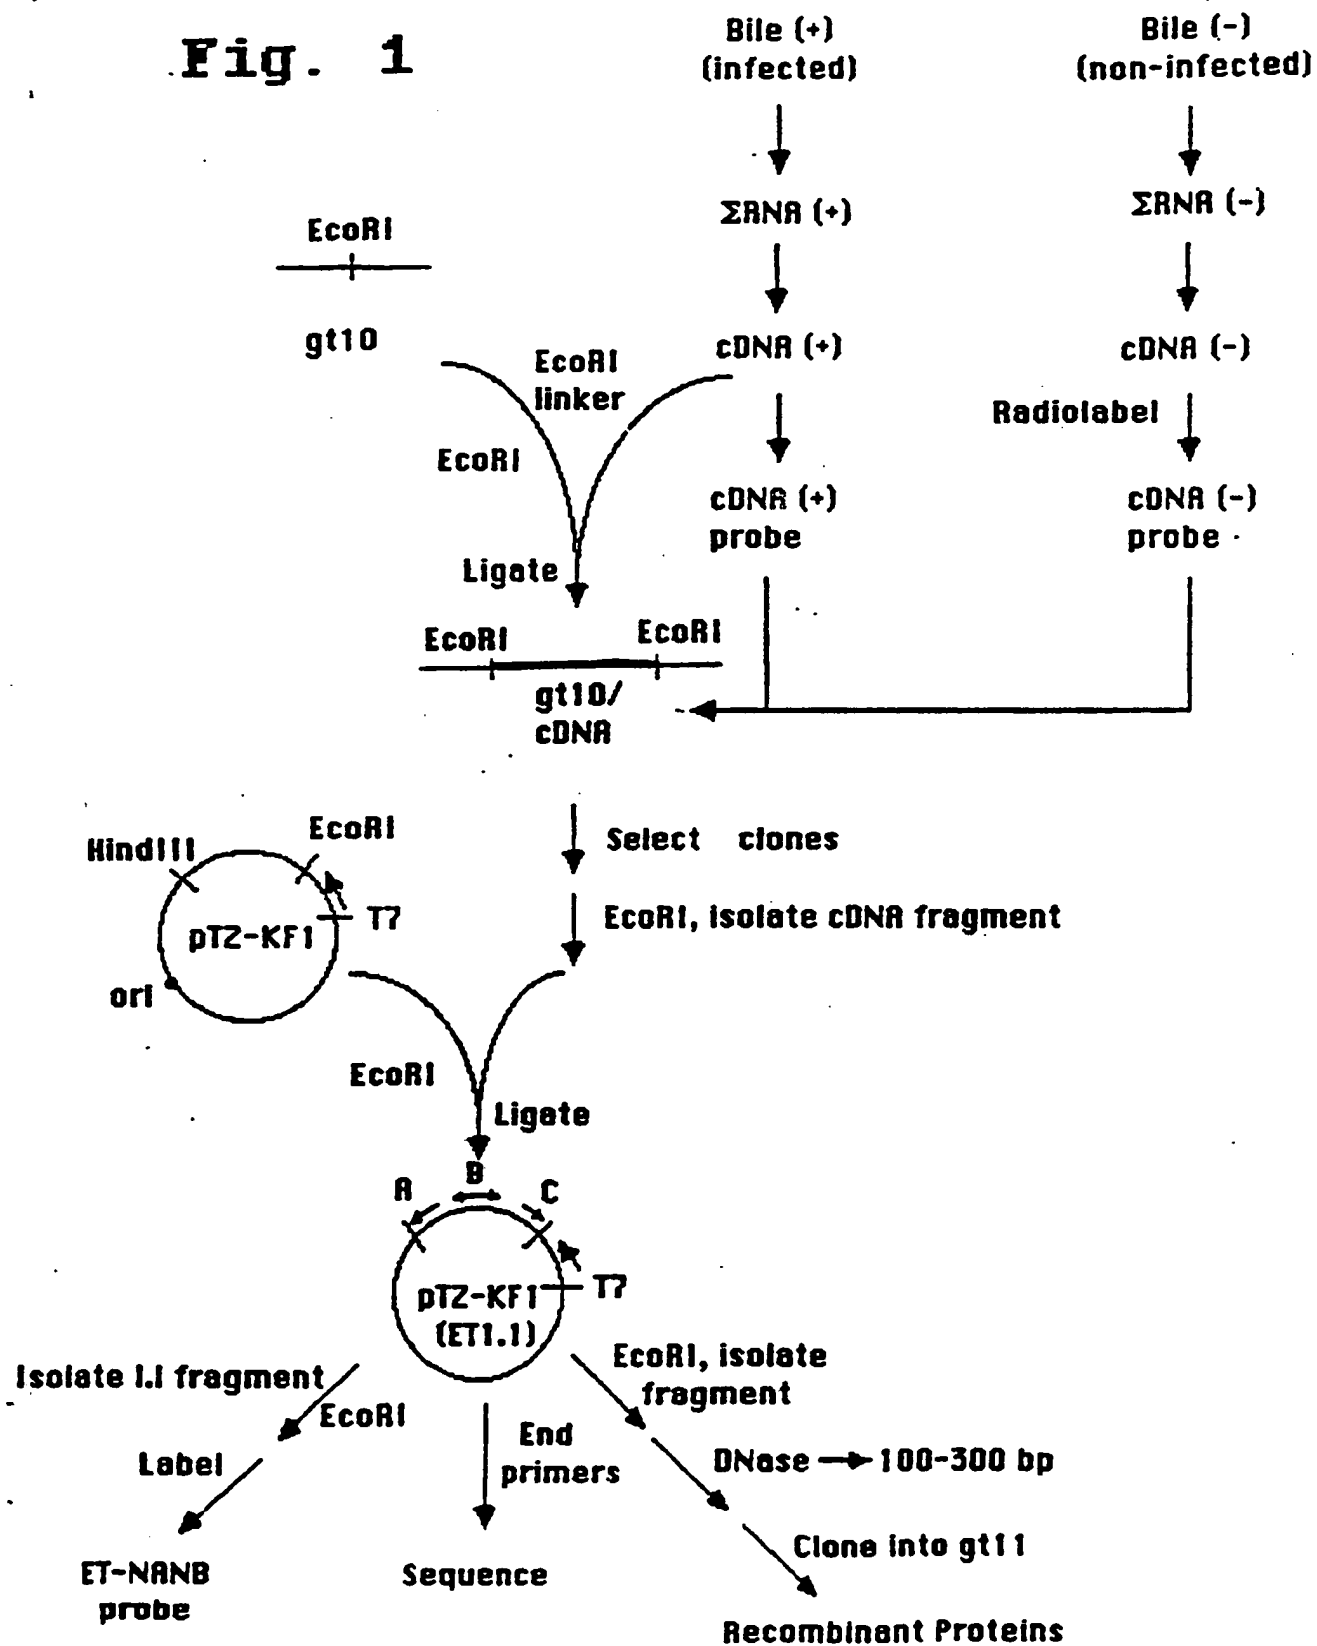 Fig. 1
Bile (+)
(infected)
Bile (-)
(non-infected)
ΣRNA (+)
ΣRNA (-)
EcoRI
gt10
cDNA (+)
cDNA (-)
EcoRI
linker
Radiolabel
EcoRI
cDNA (+)
probe
cDNA (-)
probe
Ligate
EcoRI
EcoRI
gt10/
cDNA
Select clones
EcoRI
HindIII
T7
pTZ-KF1
ori
EcoRI, isolate cDNA fragment
EcoRI
Ligate
A
B
C
T7
pTZ-KF1
(ET1.1)
Isolate 1.1 fragment
EcoRI
Label
ET-NANB
probe
End
primers
Sequence
EcoRI, isolate
fragment
DNase → 100-300 bp
Clone into gt11
Recombinant Proteins